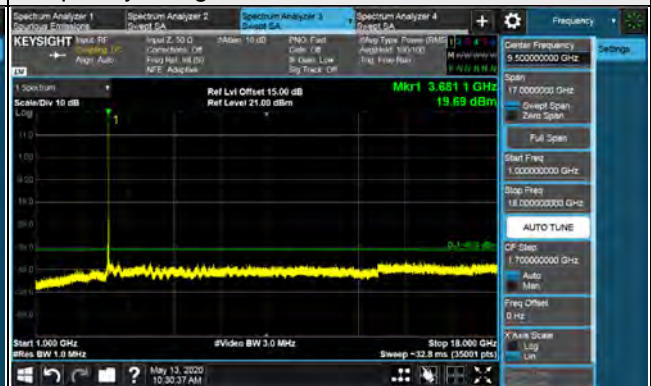 Spectrum Analyzer 1
Spurious Emissions
Spectrum Analyzer 2
Swept SA
Spectrum Analyzer 3
Swept SA
Spectrum Analyzer 4
Swept SA
+
Frequency
KEYSIGHT
Input: RF
Coupling: DC
Align: Auto
Input Z: 50 Ω
Corrections: Off
Freq Ref: Int (S)
NFE: Adaptive
#Atten: 10 dB
PNO: Fast
Gate: Off
IF Gain: Low
Sig Track: Off
#Avg Type: Power (RMS)
Avg|Hold: 100/100
Trig: Free Run
1 Spectrum
Scale/Div 10 dB
Log
Ref Lvl Offset 15.00 dB
Ref Level 21.00 dBm
Mkr1 3.681 1 GHz
19.69 dBm
1
11.0
1.00
-9.00
Start 1.000 GHz
#Res BW 1.0 MHz
#Video BW 3.0 MHz
Stop 18.000 GHz
Sweep ~32.8 ms (35001 pts)
May 13, 2020
10:30:37 AM
Center Frequency
9.500000000 GHz
Settings
Span
17.0000000 GHz
Swept Span
Zero Span
Full Span
Start Freq
1.000000000 GHz
Stop Freq
18.000000000 GHz
AUTO TUNE
CF Step
1.700000000 GHz
Auto
Man
Freq Offset
0 Hz
X Axis Scale
Log
Lin